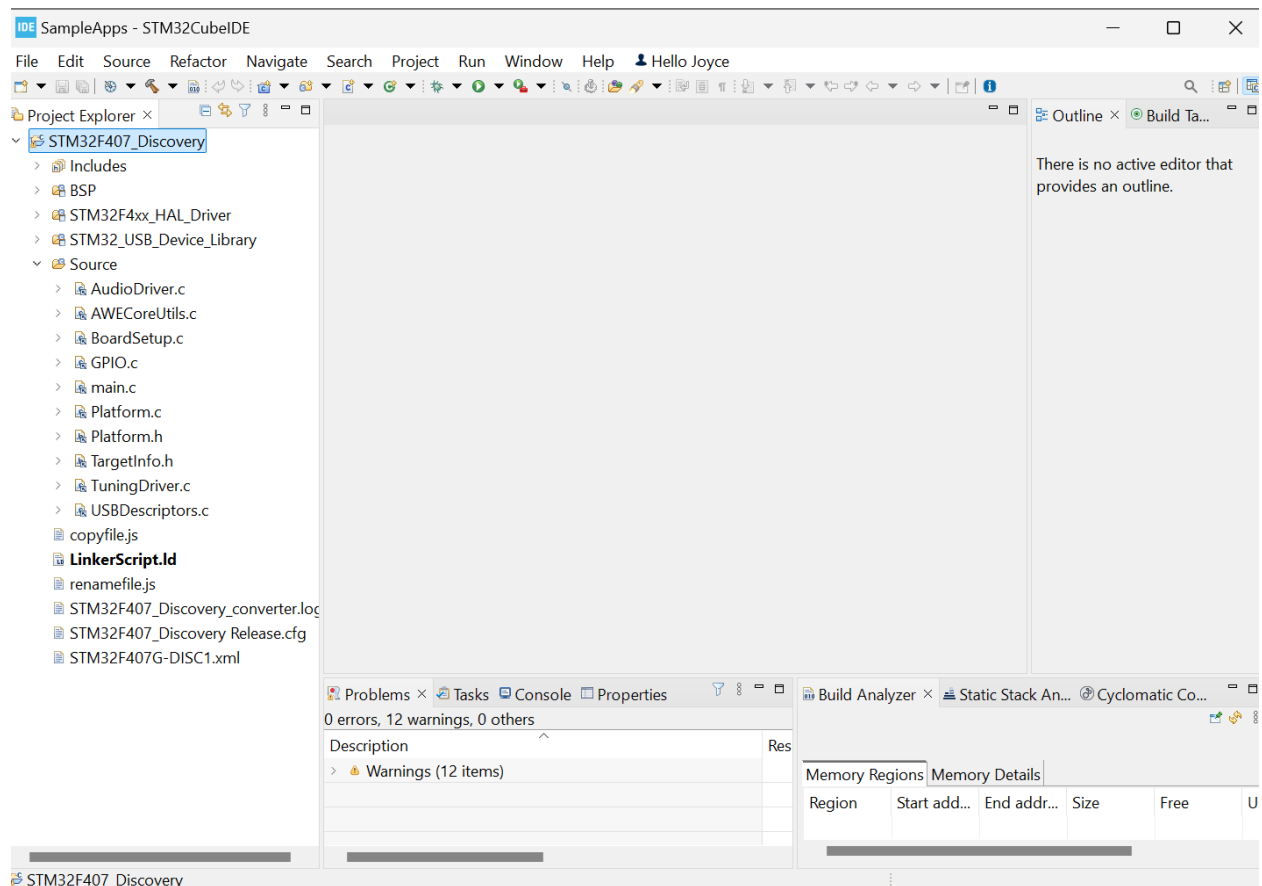 IDE SampleApps - STM32CubeIDE
File Edit Source Refactor Navigate Search Project Run Window Help Hello Joyce
Project Explorer
STM32F407_Discovery
Includes
BSP
STM32F4xx_HAL_Driver
STM32_USB_Device_Library
Source
AudioDriver.c
AWECoreUtils.c
BoardSetup.c
GPIO.c
main.c
Platform.c
Platform.h
TargetInfo.h
TuningDriver.c
USBDescriptors.c
copyfile.js
LinkerScript.ld
renamefile.js
STM32F407_Discovery_converter.log
STM32F407_Discovery Release.cfg
STM32F407G-DISC1.xml
Outline Build Ta...
There is no active editor that
provides an outline.
Problems Tasks Console Properties
0 errors, 12 warnings, 0 others
Description Res
Warnings (12 items)
Build Analyzer Static Stack An... Cyclomatic Co...
Memory Regions Memory Details
Region Start add... End addr... Size Free U
STM32F407_Discovery